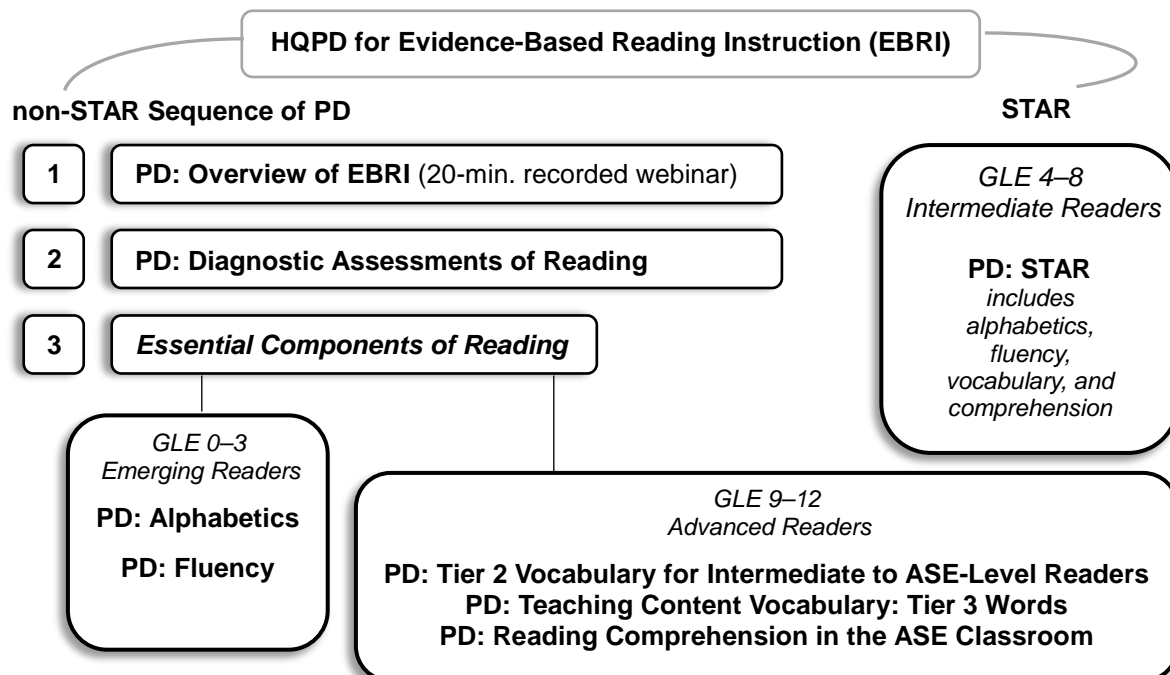 HQPD for Evidence-Based Reading Instruction (EBRI)
non-STAR Sequence of PD
1
PD: Overview of EBRI (20-min. recorded webinar)
2
PD: Diagnostic Assessments of Reading
3
Essential Components of Reading
GLE 0–3
Emerging Readers
PD: Alphabetics
PD: Fluency
GLE 9–12
Advanced Readers
PD: Tier 2 Vocabulary for Intermediate to ASE-Level Readers
PD: Teaching Content Vocabulary: Tier 3 Words
PD: Reading Comprehension in the ASE Classroom
STAR
GLE 4–8
Intermediate Readers
PD: STAR
includes
alphabetics,
fluency,
vocabulary, and
comprehension